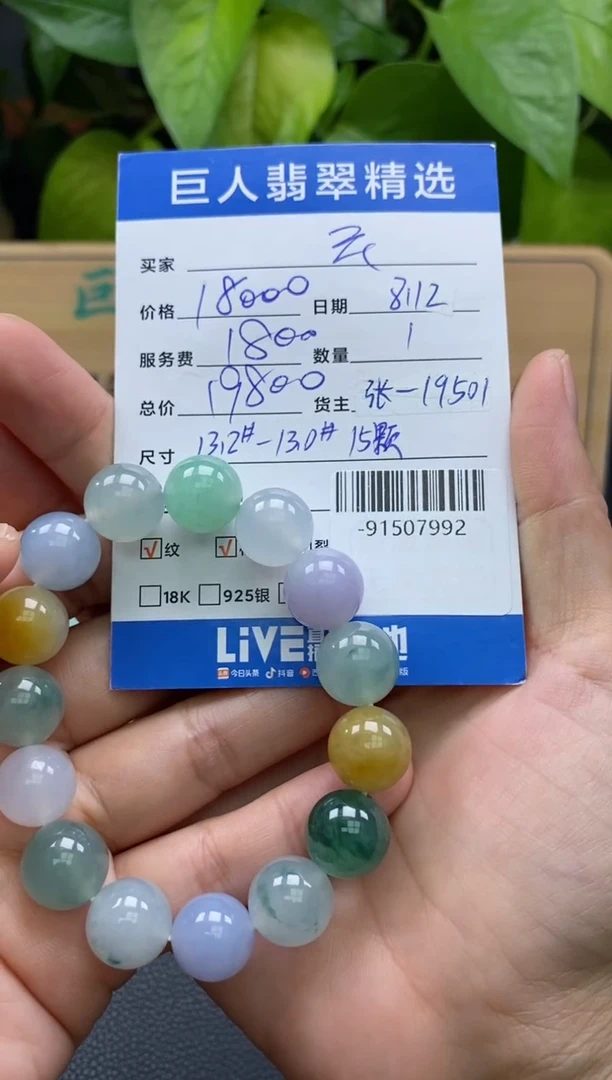 巨人翡翠精选
买家 云
价格 18000 日期 8.12
服务费 1800 数量 1
总价 19800 货主 张一19501
尺寸 13.2#-13.0# 15颗
-91507992
√纹 √ 裂
18K 925银
LiVE
今日头条 抖音